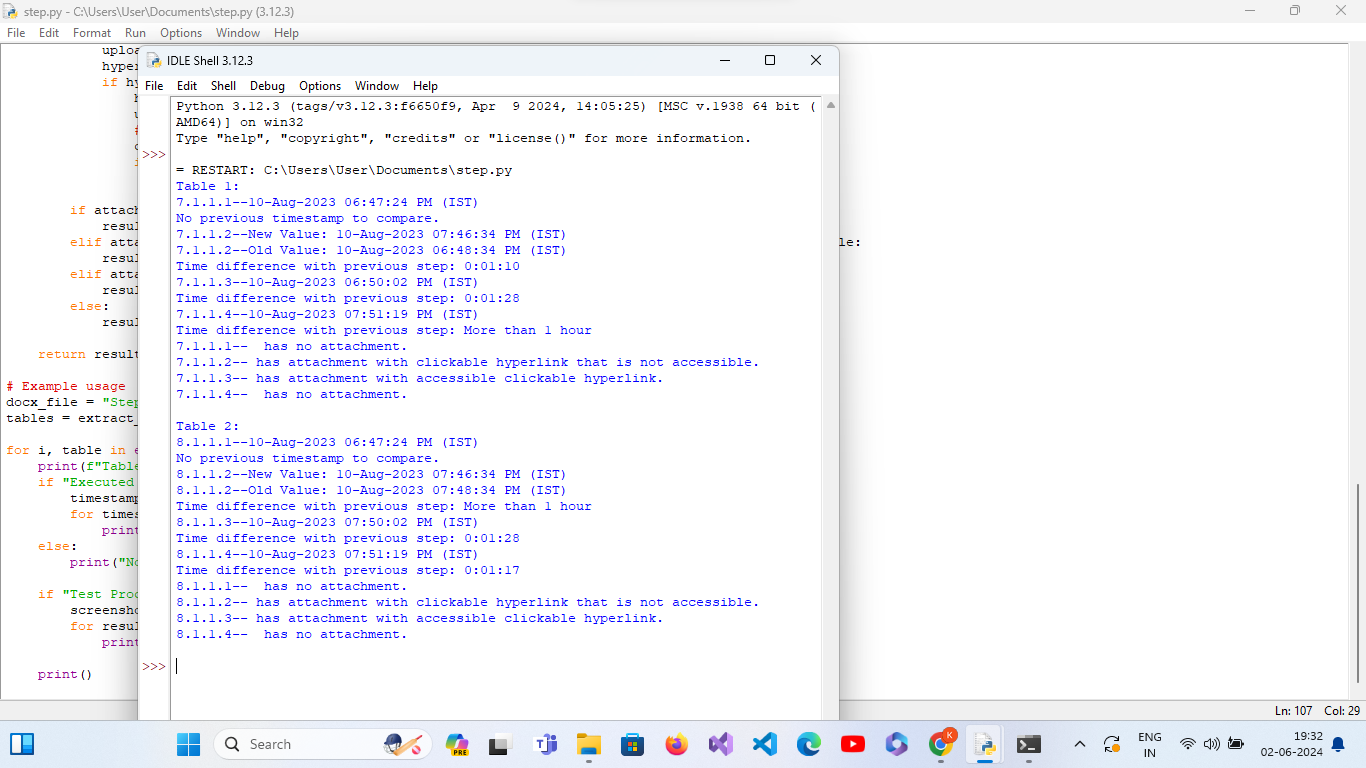 step.py - C:\Users\User\Documents\step.py (3.12.3)
File Edit Format Run Options Window Help
IDLE Shell 3.12.3
File Edit Shell Debug Options Window Help
Python 3.12.3 (tags/v3.12.3:f6650f9, Apr  9 2024, 14:05:25) [MSC v.1938 64 bit (
AMD64)] on win32
Type "help", "copyright", "credits" or "license()" for more information.
>>>
= RESTART: C:\Users\User\Documents\step.py
Table 1:
7.1.1.1--10-Aug-2023 06:47:24 PM (IST)
No previous timestamp to compare.
7.1.1.2--New Value: 10-Aug-2023 07:46:34 PM (IST)
7.1.1.2--Old Value: 10-Aug-2023 06:48:34 PM (IST)
Time difference with previous step: 0:01:10
7.1.1.3--10-Aug-2023 06:50:02 PM (IST)
Time difference with previous step: 0:01:28
7.1.1.4--10-Aug-2023 07:51:19 PM (IST)
Time difference with previous step: More than 1 hour
7.1.1.1--  has no attachment.
7.1.1.2-- has attachment with clickable hyperlink that is not accessible.
7.1.1.3-- has attachment with accessible clickable hyperlink.
7.1.1.4--  has no attachment.
Table 2:
8.1.1.1--10-Aug-2023 06:47:24 PM (IST)
No previous timestamp to compare.
8.1.1.2--New Value: 10-Aug-2023 07:46:34 PM (IST)
8.1.1.2--Old Value: 10-Aug-2023 07:48:34 PM (IST)
Time difference with previous step: More than 1 hour
8.1.1.3--10-Aug-2023 07:50:02 PM (IST)
Time difference with previous step: 0:01:28
8.1.1.4--10-Aug-2023 07:51:19 PM (IST)
Time difference with previous step: 0:01:17
8.1.1.1--  has no attachment.
8.1.1.2-- has attachment with clickable hyperlink that is not accessible.
8.1.1.3-- has attachment with accessible clickable hyperlink.
8.1.1.4--  has no attachment.
>>>
uploa
hyper
if hy
if attach
resul
elif atta
le:
resul
elif atta
resul
else:
resul
return result
# Example usage
docx_file = "Step
tables = extract_
for i, table in e
print(f"Table
if "Executed
timestamp
for times
print
else:
print("No
if "Test Proc
screensho
for resul
print
print()
Ln: 107 Col: 29
Search
PRE
K
ENG
IN
19:32
02-06-2024